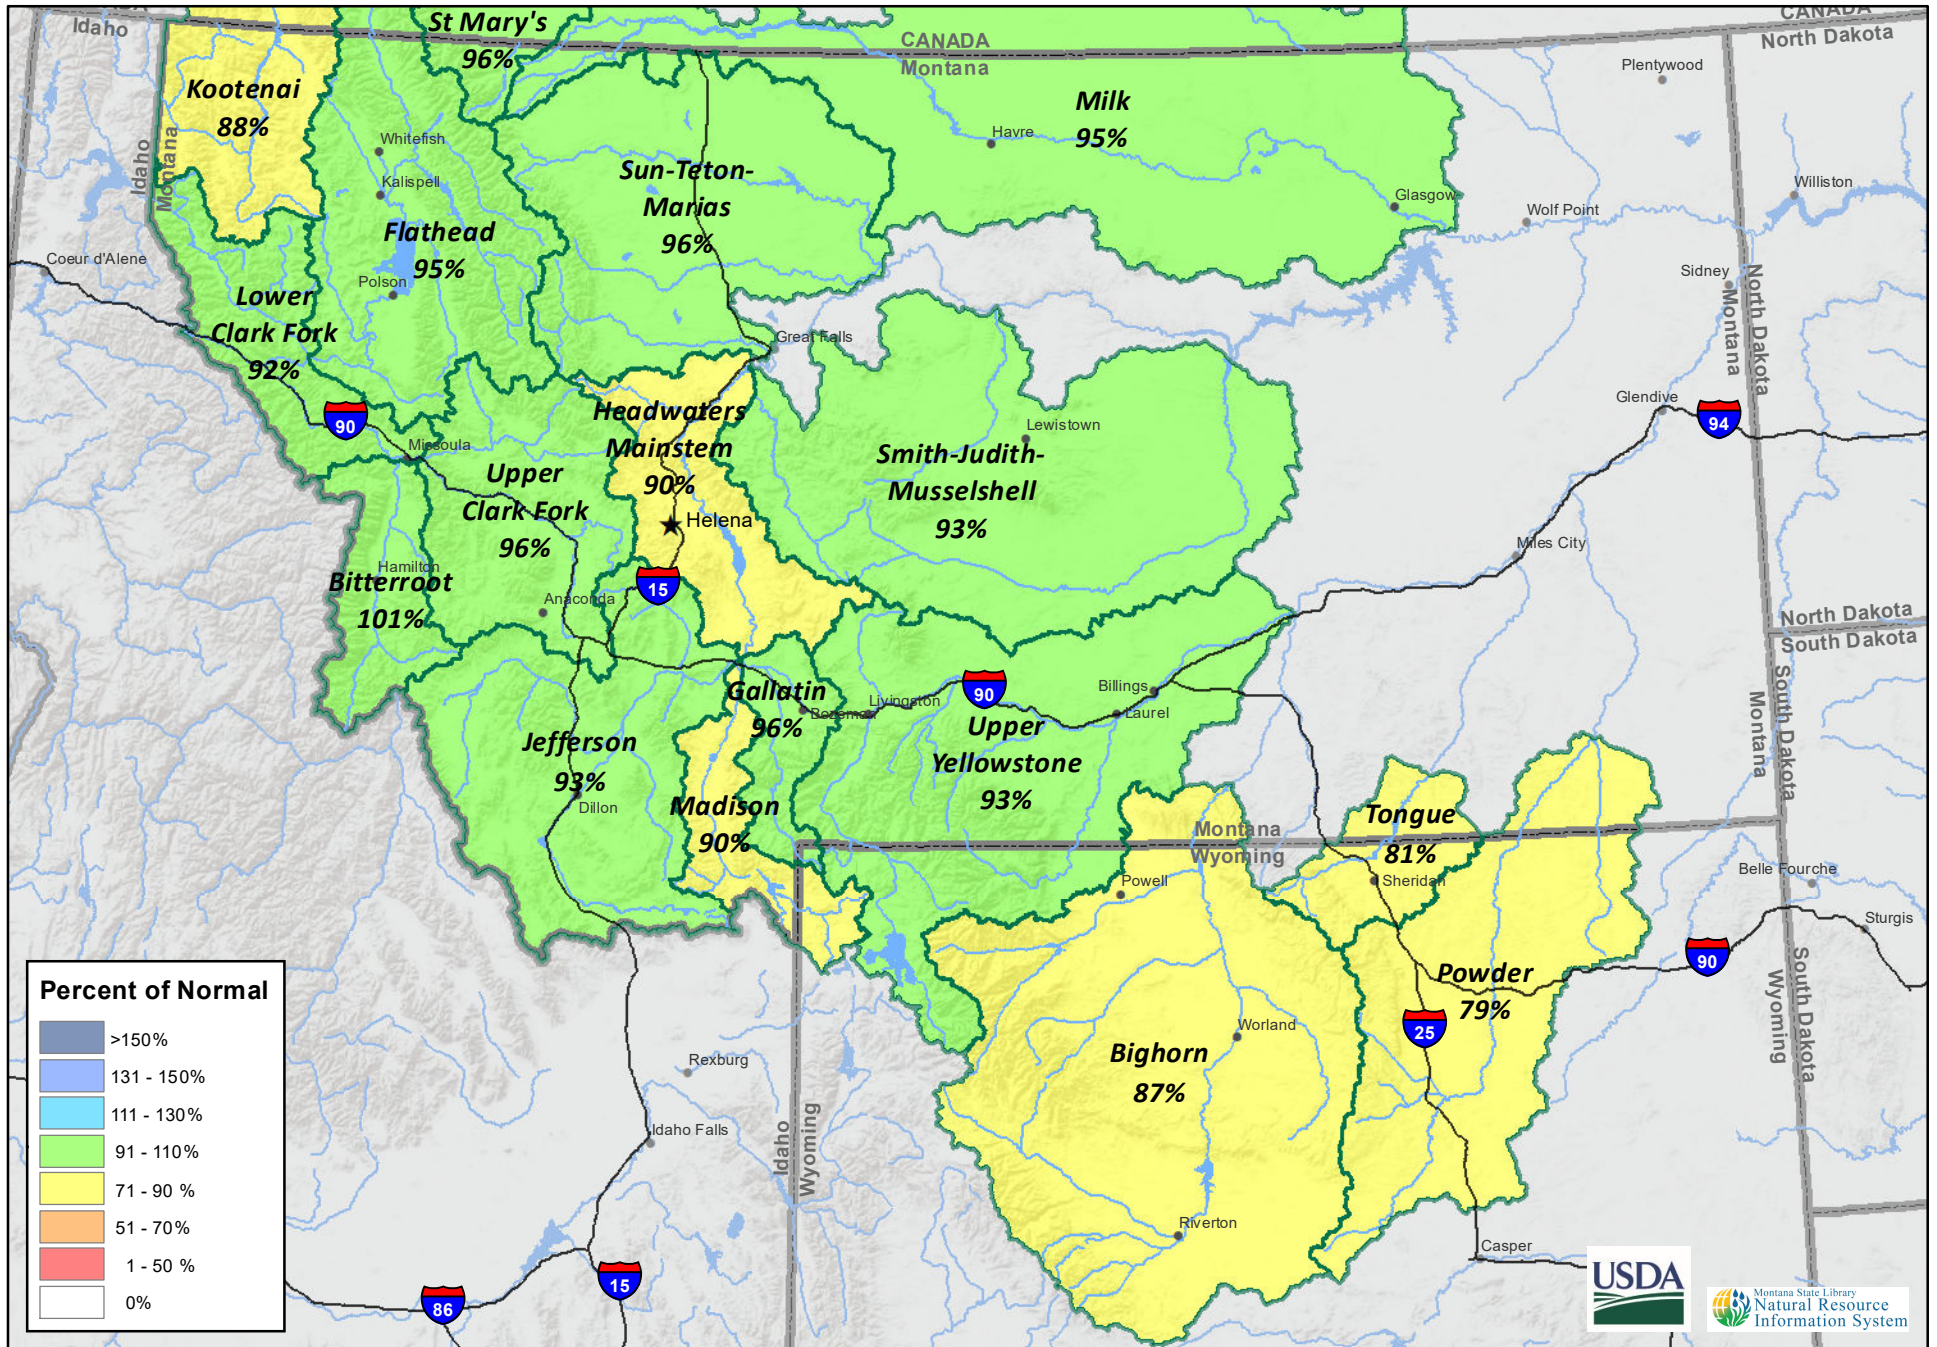 CANADA
Idaho
St Mary's
96%
CANADA
Montana
CANADA
North Dakota
Kootenai
88%
Idaho
Montana
Whitefish
Kalispell
Flathead
95%
Polson
Sun-Teton-
Marias
96%
Milk
95%
Havre
Glasgow
Wolf Point
Plentywood
Williston
Sidney
North Dakota
Montana
Coeur d'Alene
Lower
Clark Fork
92%
90
Missoula
Great Falls
Headwaters
Mainstem
90%
Helena
Lewistown
Smith-Judith-
Musselshell
93%
Glendive
94
Miles City
Upper
Clark Fork
96%
Hamilton
Bitterroot
101%
Anaconda
15
North Dakota
South Dakota
South Dakota
Montana
Gallatin
96%
Bozeman
Livingston
90
Billings
Laurel
Upper
Yellowstone
93%
Jefferson
93%
Dillon
Madison
90%
Montana
Wyoming
Tongue
81%
Sheridan
Powell
Belle Fourche
Sturgis
90
South Dakota
Wyoming
Powder
79%
25
Worland
Bighorn
87%
Riverton
Casper
Rexburg
Idaho Falls
Idaho
Wyoming
15
86
Percent of Normal
>150%
131 - 150%
111 - 130%
91 - 110%
71 - 90 %
51 - 70%
1 - 50 %
0%
USDA
Montana State Library
Natural Resource
Information System